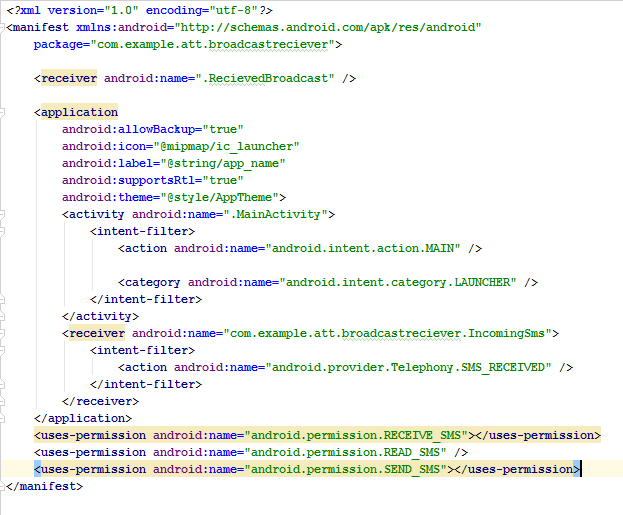 <?xml version="1.0" encoding="utf-8"?>
<manifest xmlns:android="http://schemas.android.com/apk/res/android"
    package="com.example.att.broadcastreciever">
    <receiver android:name=".RecievedBroadcast" />
    <application
        android:allowBackup="true"
        android:icon="@mipmap/ic_launcher"
        android:label="@string/app_name"
        android:supportsRtl="true"
        android:theme="@style/AppTheme">
        <activity android:name=".MainActivity">
            <intent-filter>
                <action android:name="android.intent.action.MAIN" />
                <category android:name="android.intent.category.LAUNCHER" />
            </intent-filter>
        </activity>
        <receiver android:name="com.example.att.broadcastreciever.IncomingSms">
            <intent-filter>
                <action android:name="android.provider.Telephony.SMS_RECEIVED" />
            </intent-filter>
        </receiver>
    </application>
    <uses-permission android:name="android.permission.RECEIVE_SMS"></uses-permission>
    <uses-permission android:name="android.permission.READ_SMS" />
    <uses-permission android:name="android.permission.SEND_SMS"></uses-permission>
</manifest>